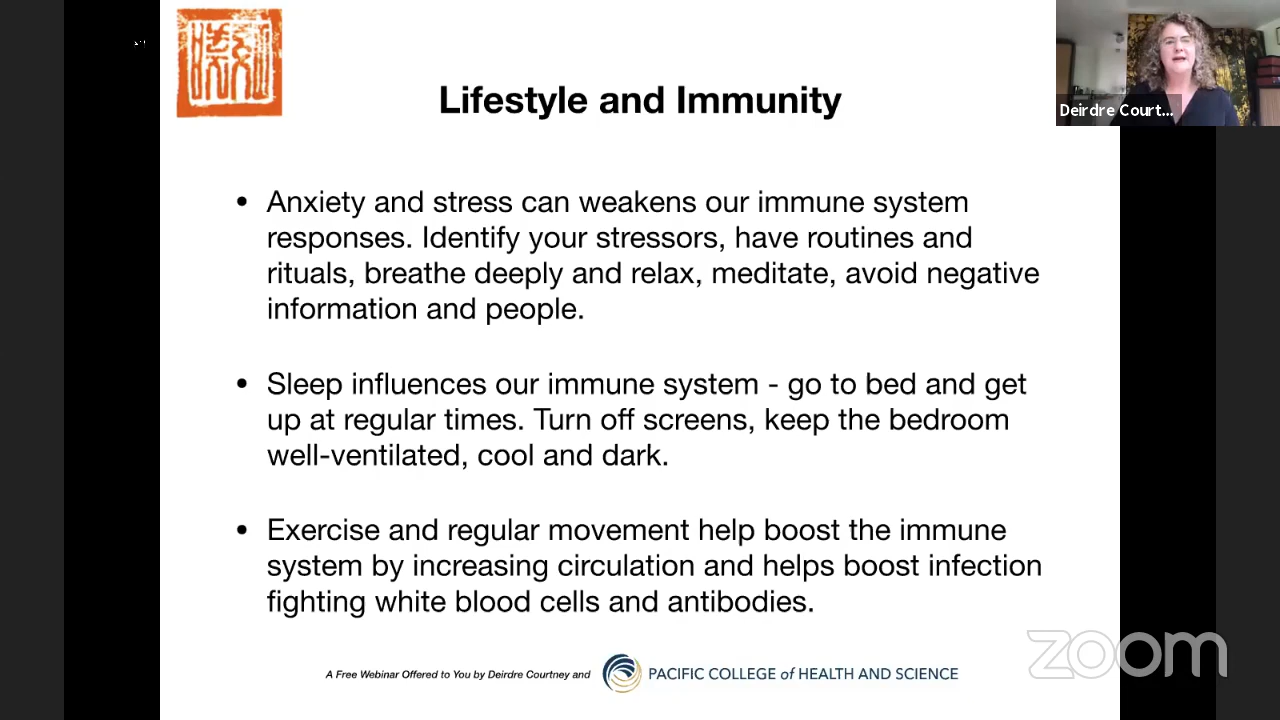 Lifestyle and Immunity
Deirdre Court...
• Anxiety and stress can weakens our immune system
responses. Identify your stressors, have routines and
rituals, breathe deeply and relax, meditate, avoid negative
information and people.
• Sleep influences our immune system - go to bed and get
up at regular times. Turn off screens, keep the bedroom
well-ventilated, cool and dark.
• Exercise and regular movement help boost the immune
system by increasing circulation and helps boost infection
fighting white blood cells and antibodies.
zoom
A Free Webinar Offered to You by Deirdre Courtney and
PACIFIC COLLEGE of HEALTH AND SCIENCE